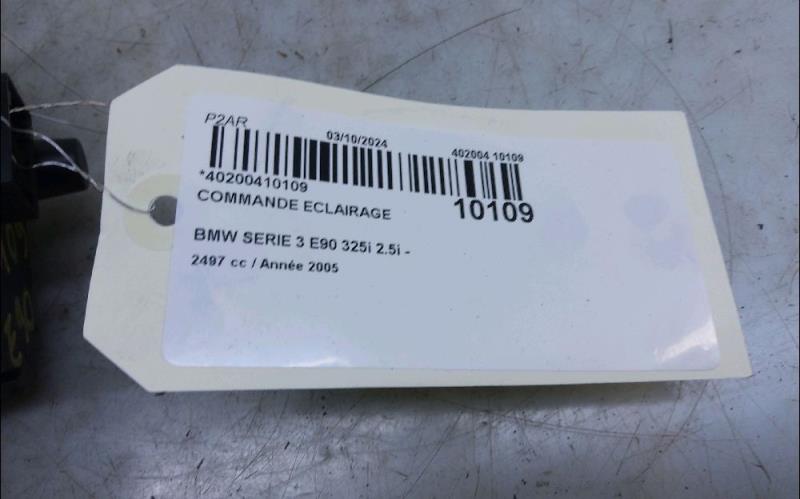 P2AR
03/10/2024
402004 10109
*40200410109
10109
COMMANDE ECLAIRAGE
BMW SERIE 3 E90 325i 2.5i -
2497 cc / Année 2005
E90